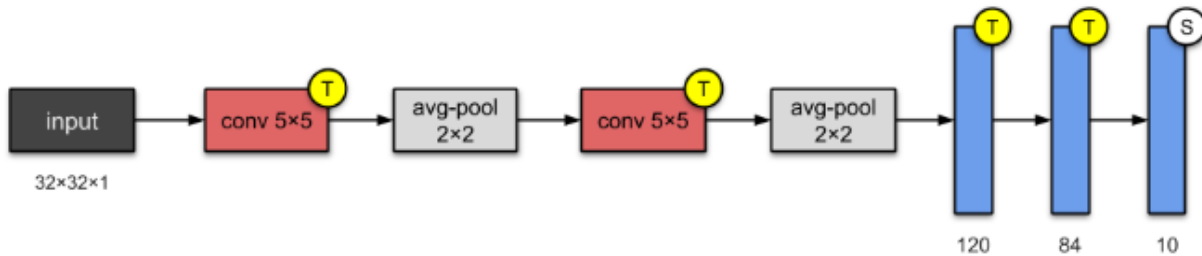 T
T
S
T
T
input
conv 5×5
avg-pool
2×2
conv 5×5
avg-pool
2×2
32×32×1
120
84
10